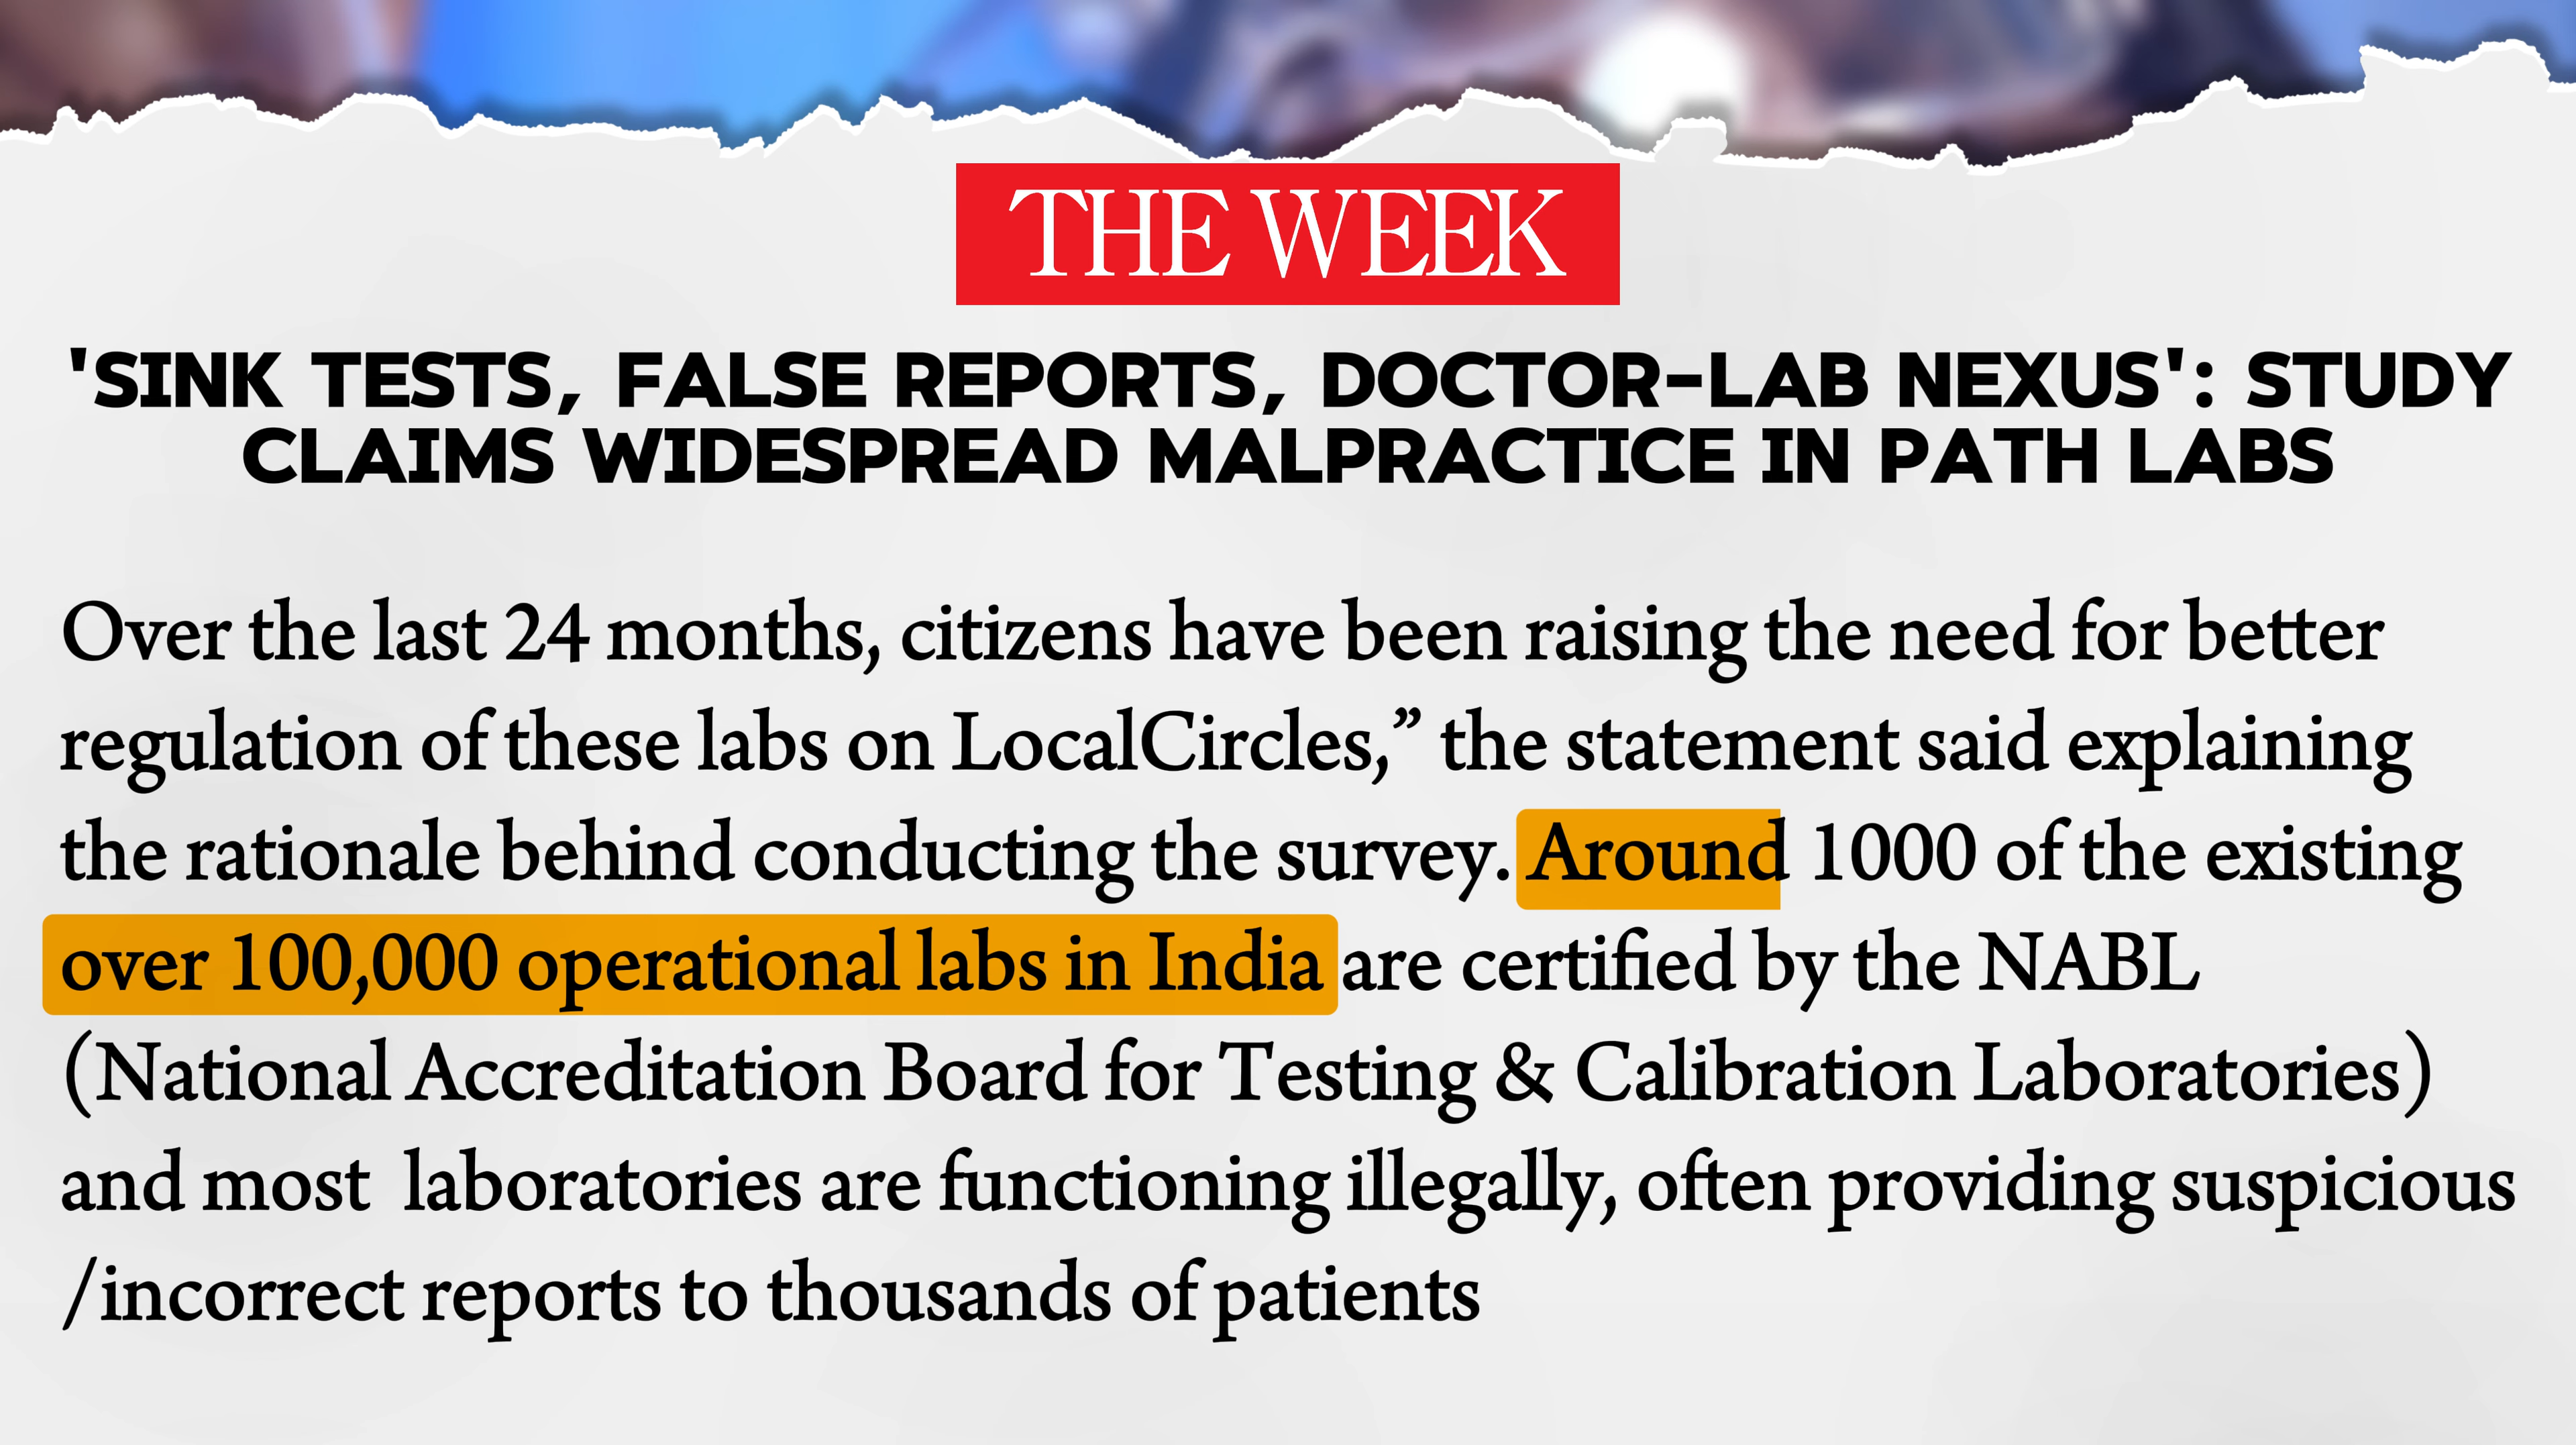 THE WEEK
'SINK TESTS, FALSE REPORTS, DOCTOR-LAB NEXUS': STUDY
CLAIMS WIDESPREAD MALPRACTICE IN PATH LABS
Over the last 24 months, citizens have been raising the need for better
regulation of these labs on LocalCircles,” the statement said explaining
the rationale behind conducting the survey. Around 1000 of the existing
over 100,000 operational labs in India are certified by the NABL
(National Accreditation Board for Testing & Calibration Laboratories)
and most  laboratories are functioning illegally, often providing suspicious
/incorrect reports to thousands of patients